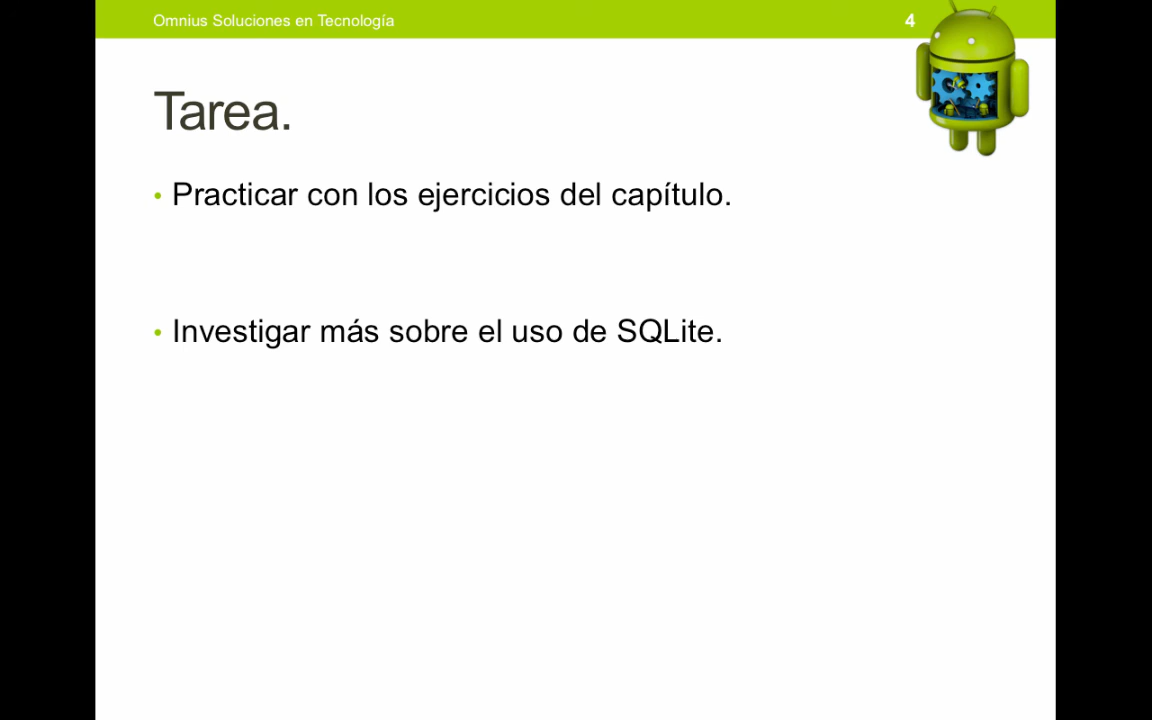 Omnius Soluciones en Tecnología 4
Tarea.
• Practicar con los ejercicios del capítulo.
• Investigar más sobre el uso de SQLite.